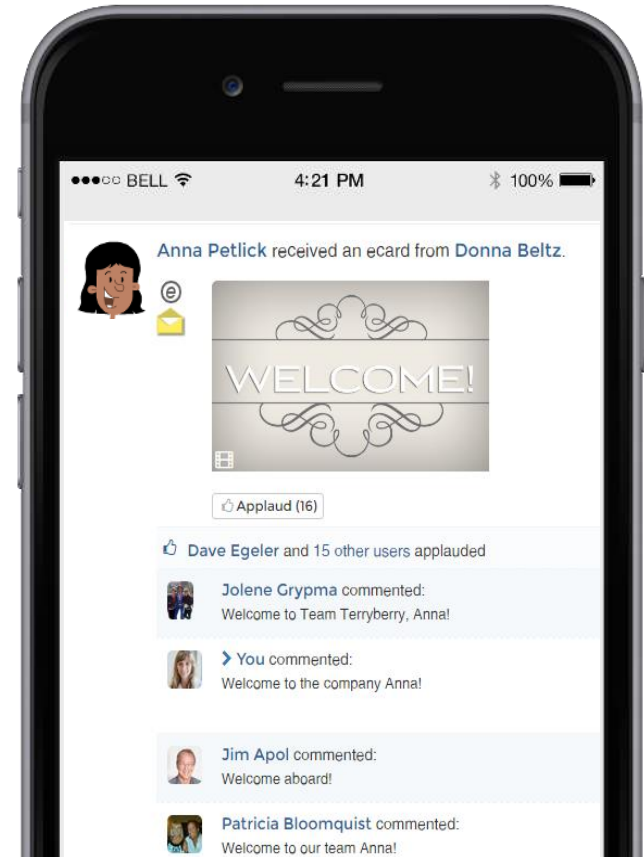 BELL 4:21 PM 100%
Anna Petlick received an ecard from Donna Beltz.
e
WELCOME!
Applaud (16)
Dave Egeler and 15 other users applauded
Jolene Grypma commented:
Welcome to Team Terryberry, Anna!
You commented:
Welcome to the company Anna!
Jim Apol commented:
Welcome aboard!
Patricia Bloomquist commented:
Welcome to our team Anna!